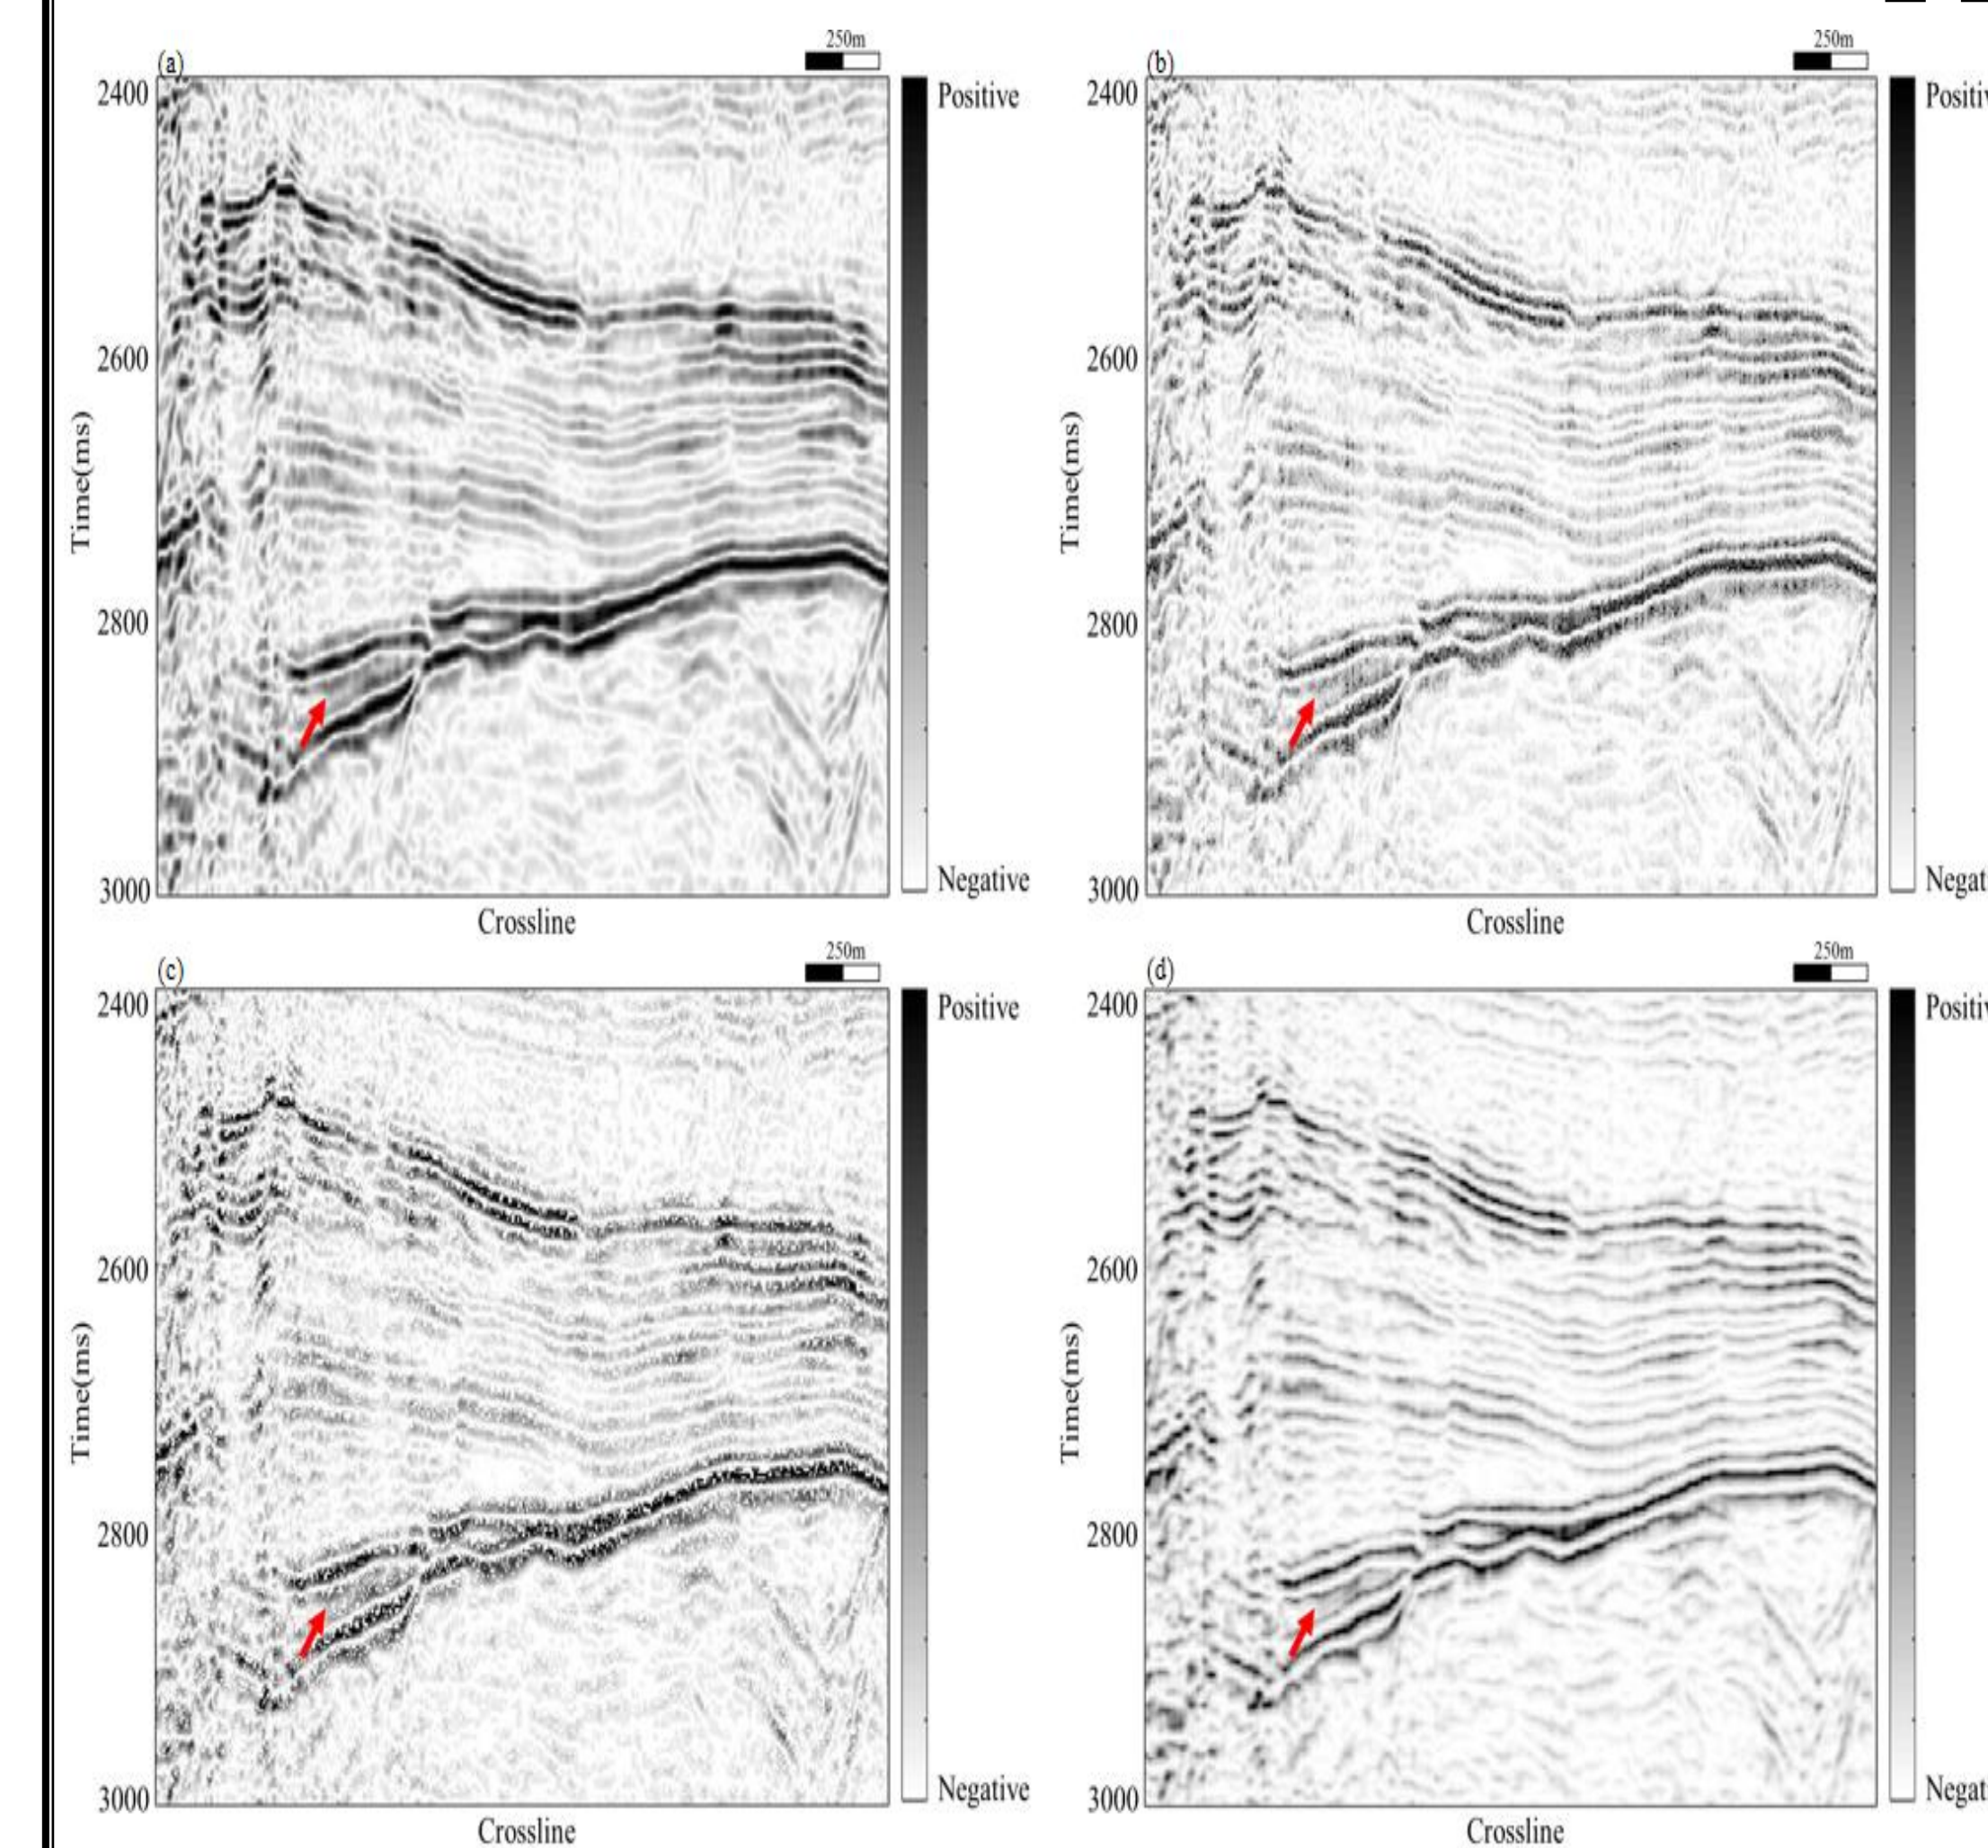 (a)
250m
2400
2600
2800
3000
Time(ms)
Crossline
Positive
Negative
(b)
250m
2400
2600
2800
3000
Time(ms)
Crossline
Positiv
Negat
(c)
250m
2400
2600
2800
3000
Time(ms)
Crossline
Positive
Negative
(d)
250m
2400
2600
2800
3000
Time(ms)
Crossline
Positiv
Negat